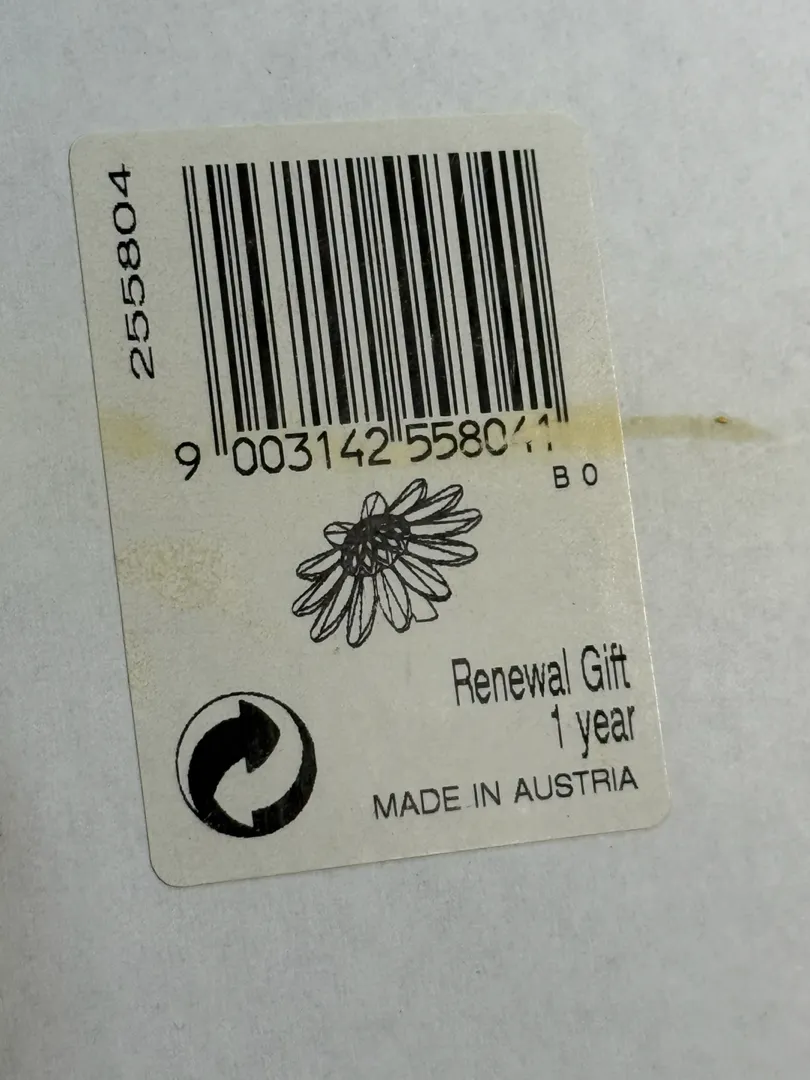 255804
9 003142 558041
B 0
Renewal Gift
1 year
MADE IN AUSTRIA